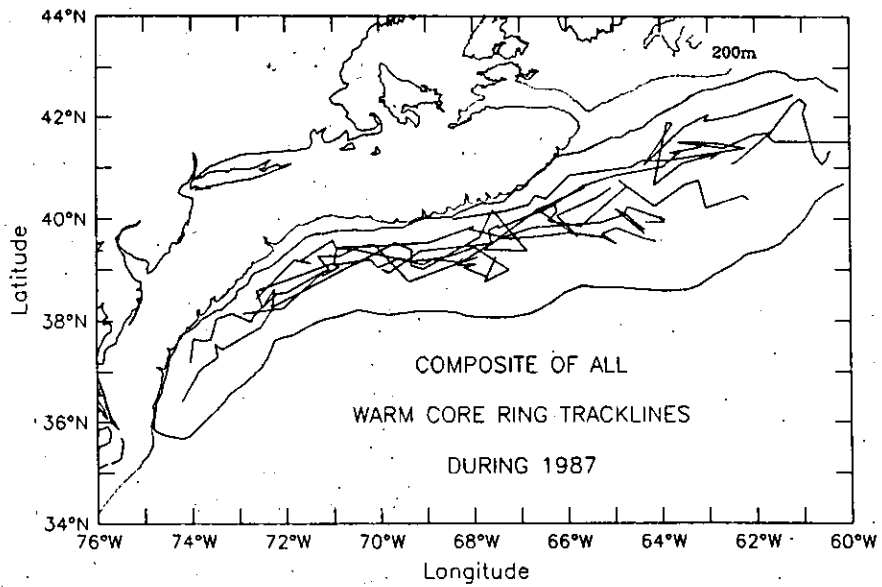 44°N
200m
42°N
40°N
Latitude
38°N
COMPOSITE OF ALL
WARM CORE RING TRACKLINES
36°N
DURING 1987
34°N
76°W 74°W 72°W 70°W 68°W 66°W 64°W 62°W 60°W
Longitude